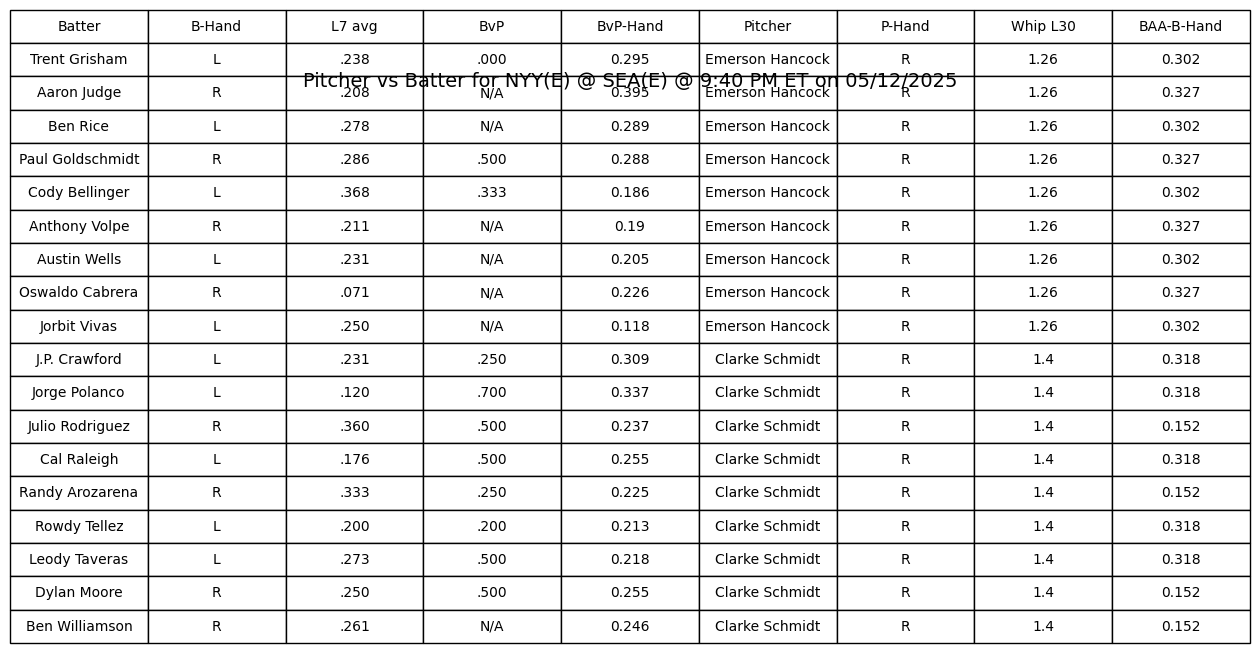 Batter B-Hand L7 avg BvP BvP-Hand Pitcher P-Hand Whip L30 BAA-B-Hand
Trent Grisham L .238 .000 0.295 Emerson Hancock R 1.26 0.302
Pitcher vs Batter for NYY(E) @ SEA(E) @ 9:40 PM ET on 05/12/2025
Aaron Judge R .208 N/A 0.395 Emerson Hancock R 1.26 0.327
Ben Rice L .278 N/A 0.289 Emerson Hancock R 1.26 0.302
Paul Goldschmidt R .286 .500 0.288 Emerson Hancock R 1.26 0.327
Cody Bellinger L .368 .333 0.186 Emerson Hancock R 1.26 0.302
Anthony Volpe R .211 N/A 0.19 Emerson Hancock R 1.26 0.327
Austin Wells L .231 N/A 0.205 Emerson Hancock R 1.26 0.302
Oswaldo Cabrera R .071 N/A 0.226 Emerson Hancock R 1.26 0.327
Jorbit Vivas L .250 N/A 0.118 Emerson Hancock R 1.26 0.302
J.P. Crawford L .231 .250 0.309 Clarke Schmidt R 1.4 0.318
Jorge Polanco L .120 .700 0.337 Clarke Schmidt R 1.4 0.318
Julio Rodriguez R .360 .500 0.237 Clarke Schmidt R 1.4 0.152
Cal Raleigh L .176 .500 0.255 Clarke Schmidt R 1.4 0.318
Randy Arozarena R .333 .250 0.225 Clarke Schmidt R 1.4 0.152
Rowdy Tellez L .200 .200 0.213 Clarke Schmidt R 1.4 0.318
Leody Taveras L .273 .500 0.218 Clarke Schmidt R 1.4 0.318
Dylan Moore R .250 .500 0.255 Clarke Schmidt R 1.4 0.152
Ben Williamson R .261 N/A 0.246 Clarke Schmidt R 1.4 0.152